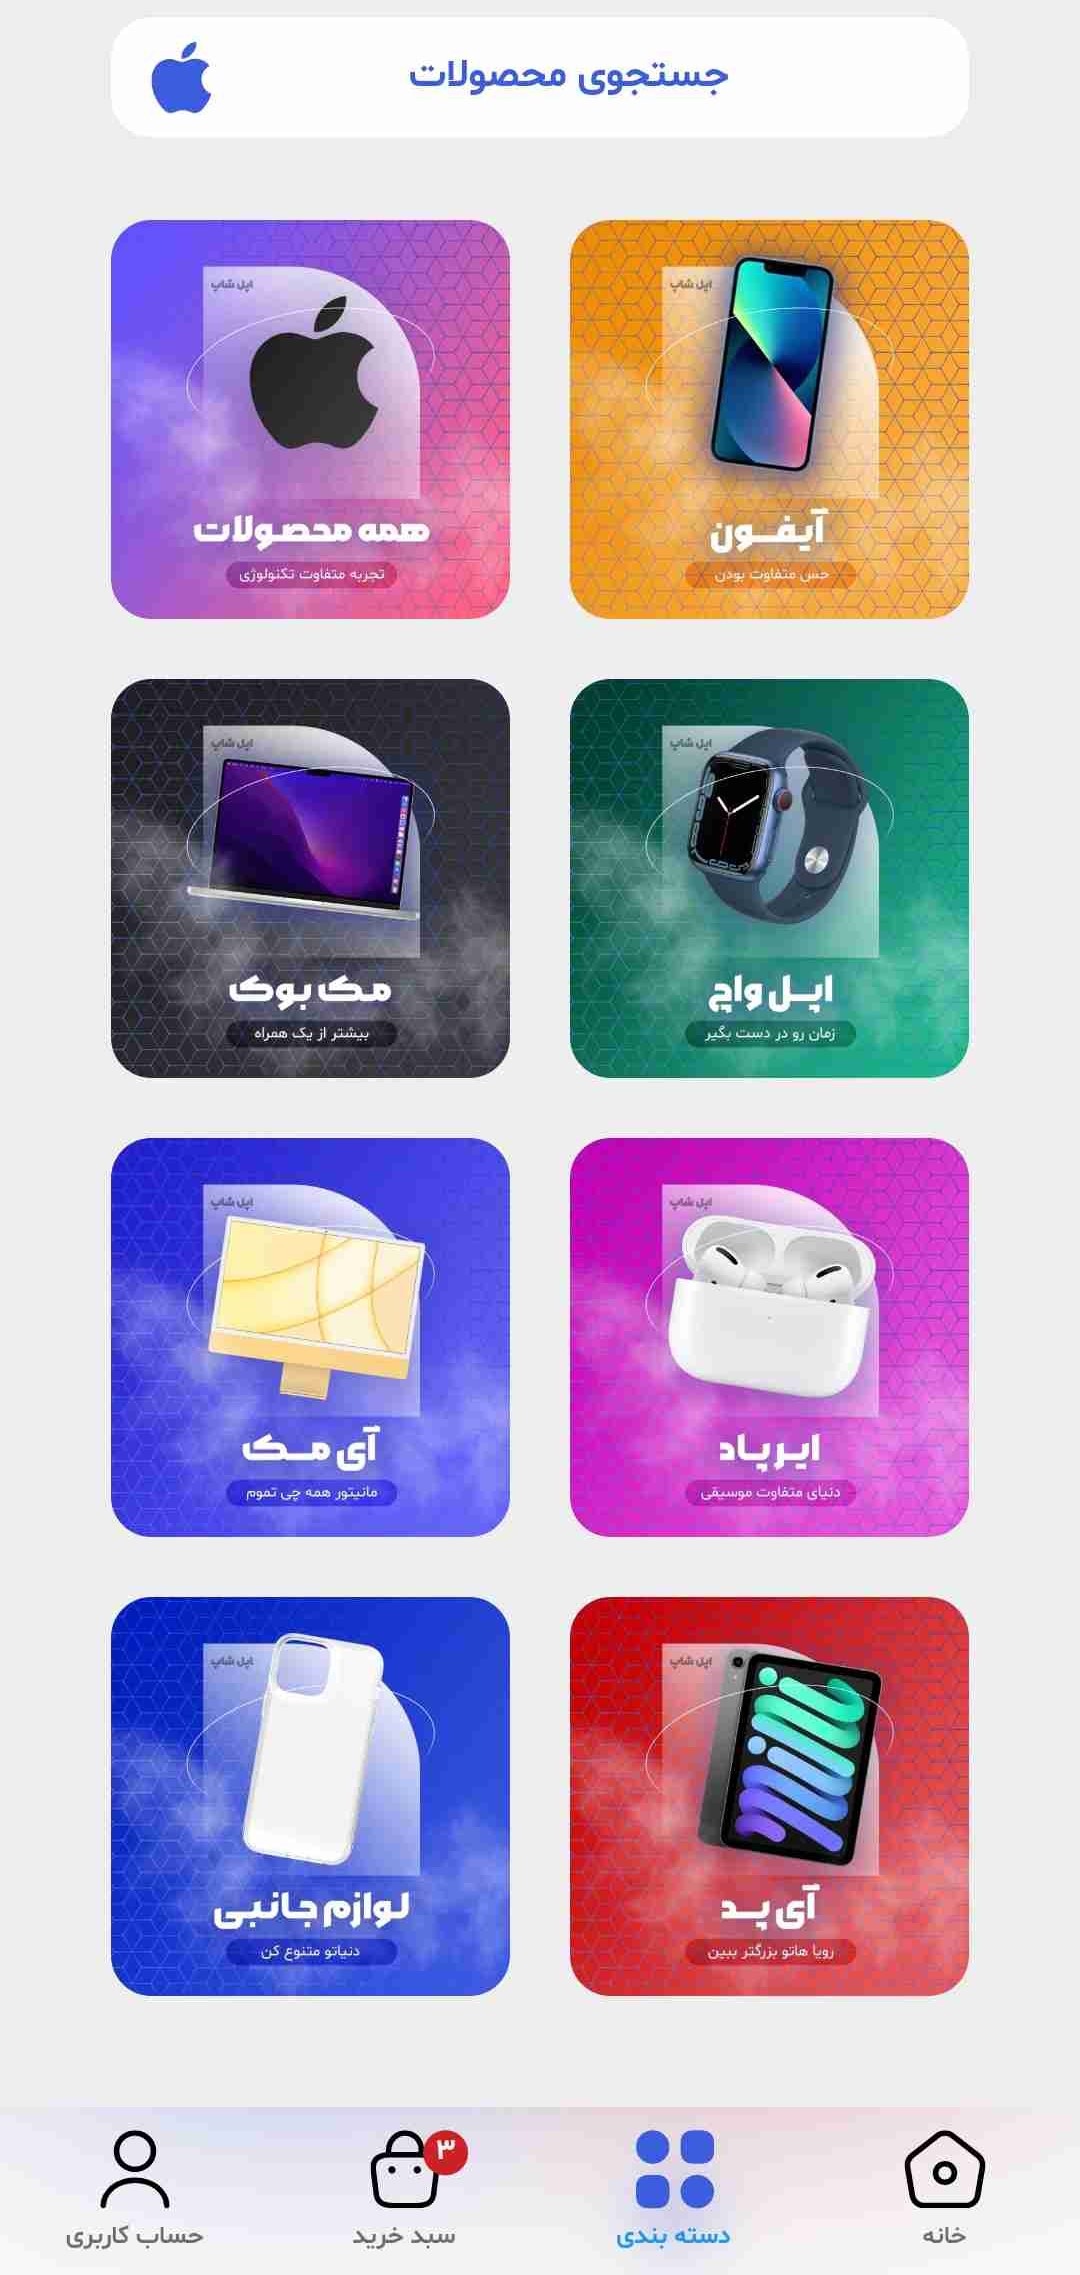 جستجوی محصولات
اپل شاپ
آیفون
حس متفاوت بودن
اپل شاپ
همه محصولات
تجربه متفاوت تکنولوژی
اپل شاپ
اپل واچ
زمان رو در دست بگیر
اپل شاپ
مک بوک
بیشتر از یک همراه
اپل شاپ
ایرپاد
دنیای متفاوت موسیقی
اپل شاپ
آی مک
مانیتور همه چی تموم
اپل شاپ
آی پد
رویا هاتو بزرگتر ببین
اپل شاپ
لوازم جانبی
دنیاتو متنوع کن
خانه
دسته بندی
۳
سبد خرید
حساب کاربری